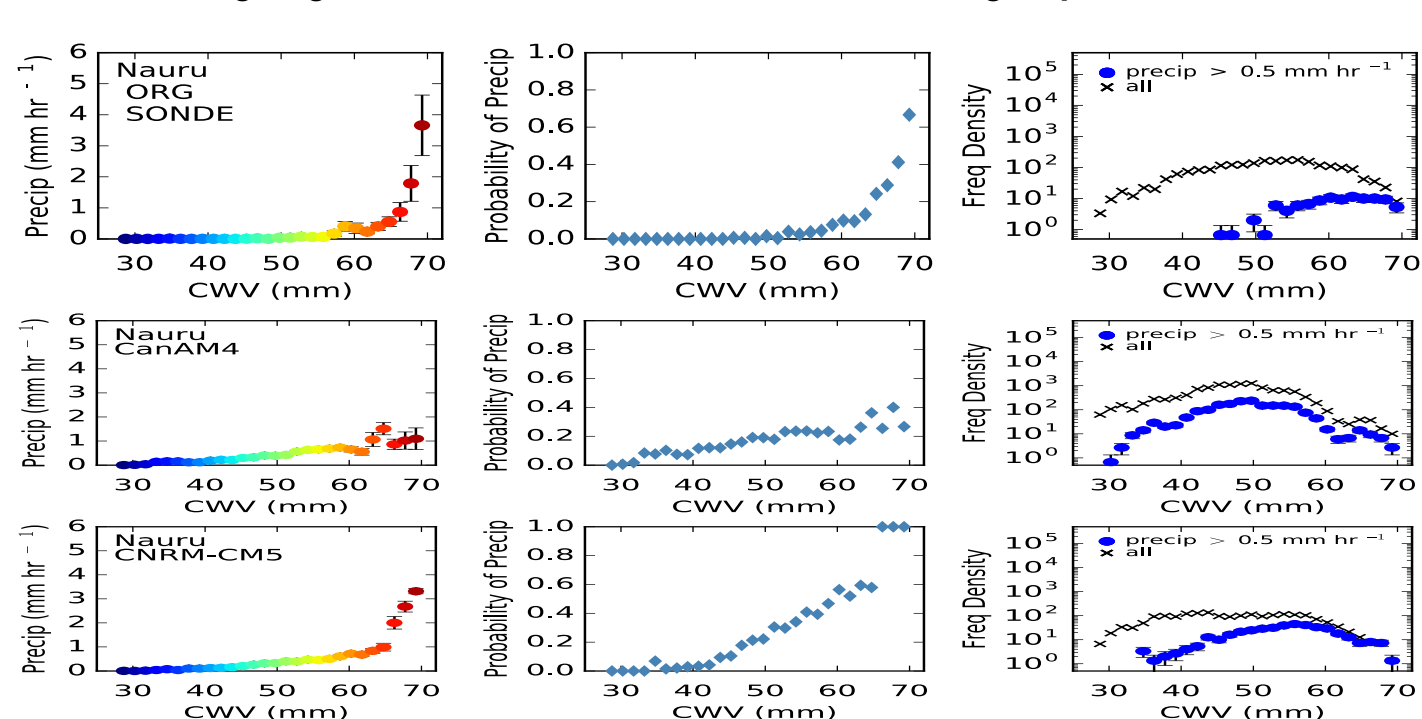 6
5
4
3
2
1
0
Precip (mm hr ⁻ ¹)
Nauru
ORG
SONDE
30 40 50 60 70
CWV (mm)
1.0
0.8
0.6
0.4
0.2
0.0
Probability of Precip
30 40 50 60 70
CWV (mm)
10⁵
10⁴
10³
10²
10¹
10⁰
Freq Density
precip > 0.5 mm hr ⁻¹
all
30 40 50 60 70
CWV (mm)
6
5
4
3
2
1
0
Precip (mm hr ⁻ ¹)
Nauru
CanAM4
30 40 50 60 70
CWV (mm)
1.0
0.8
0.6
0.4
0.2
0.0
Probability of Precip
30 40 50 60 70
CWV (mm)
10⁵
10⁴
10³
10²
10¹
10⁰
Freq Density
precip > 0.5 mm hr ⁻¹
all
30 40 50 60 70
CWV (mm)
6
5
4
3
2
1
0
Precip (mm hr ⁻ ¹)
Nauru
CNRM-CM5
30 40 50 60 70
CWV (mm)
1.0
0.8
0.6
0.4
0.2
0.0
Probability of Precip
30 40 50 60 70
CWV (mm)
10⁵
10⁴
10³
10²
10¹
10⁰
Freq Density
precip > 0.5 mm hr ⁻¹
all
30 40 50 60 70
CWV (mm)